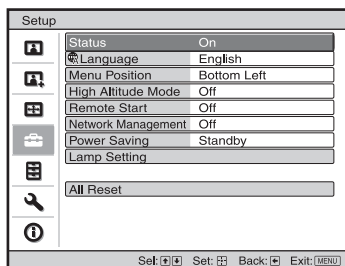 Setup
Status On
Language English
Menu Position Bottom Left
High Altitude Mode Off
Remote Start Off
Network Management Off
Power Saving Standby
Lamp Setting
All Reset
Sel: Set: Back: Exit: MENU